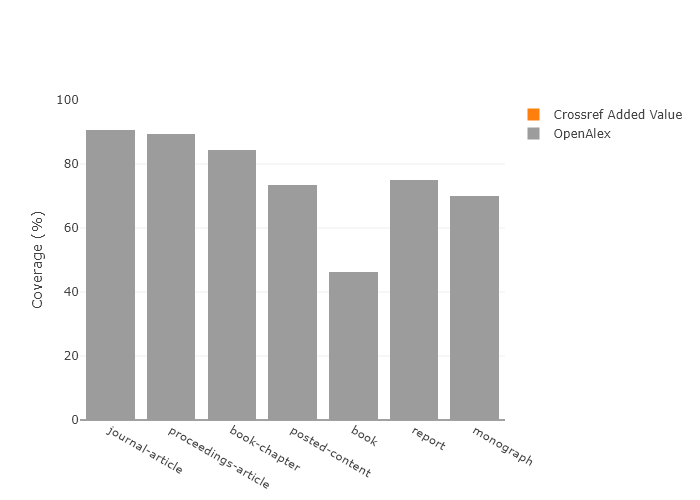 100
80
60
40
20
0
Coverage (%)
journal-article
proceedings-article
book-chapter
posted-content
book
report
monograph
Crossref Added Value
OpenAlex